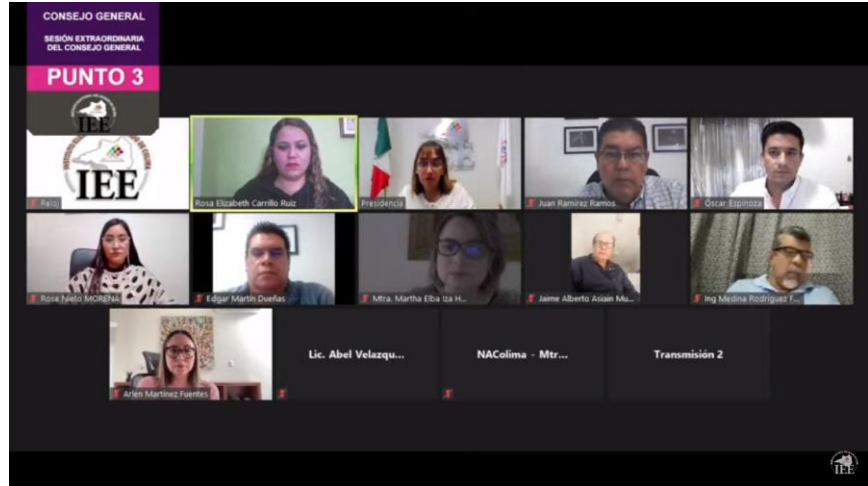 CONSEJO GENERAL
SESIÓN EXTRAORDINARIA
DEL CONSEJO GENERAL
PUNTO 3
IEE
IEE
Reloj
Rosa Elizabeth Carrillo Ruiz
Presidencia
Juan Ramírez Ramos
Oscar Espinoza
Rose Nieto MORENA
Edgar Martín Dueñas
Mtra. Martha Elba Iza H...
Jaime Alberto Asiain Mu...
Ing Medina Rodríguez F...
Arlen Martínez Fuentes
Lic. Abel Velazqu...
NAColima - Mtr...
Transmisión 2
IEE